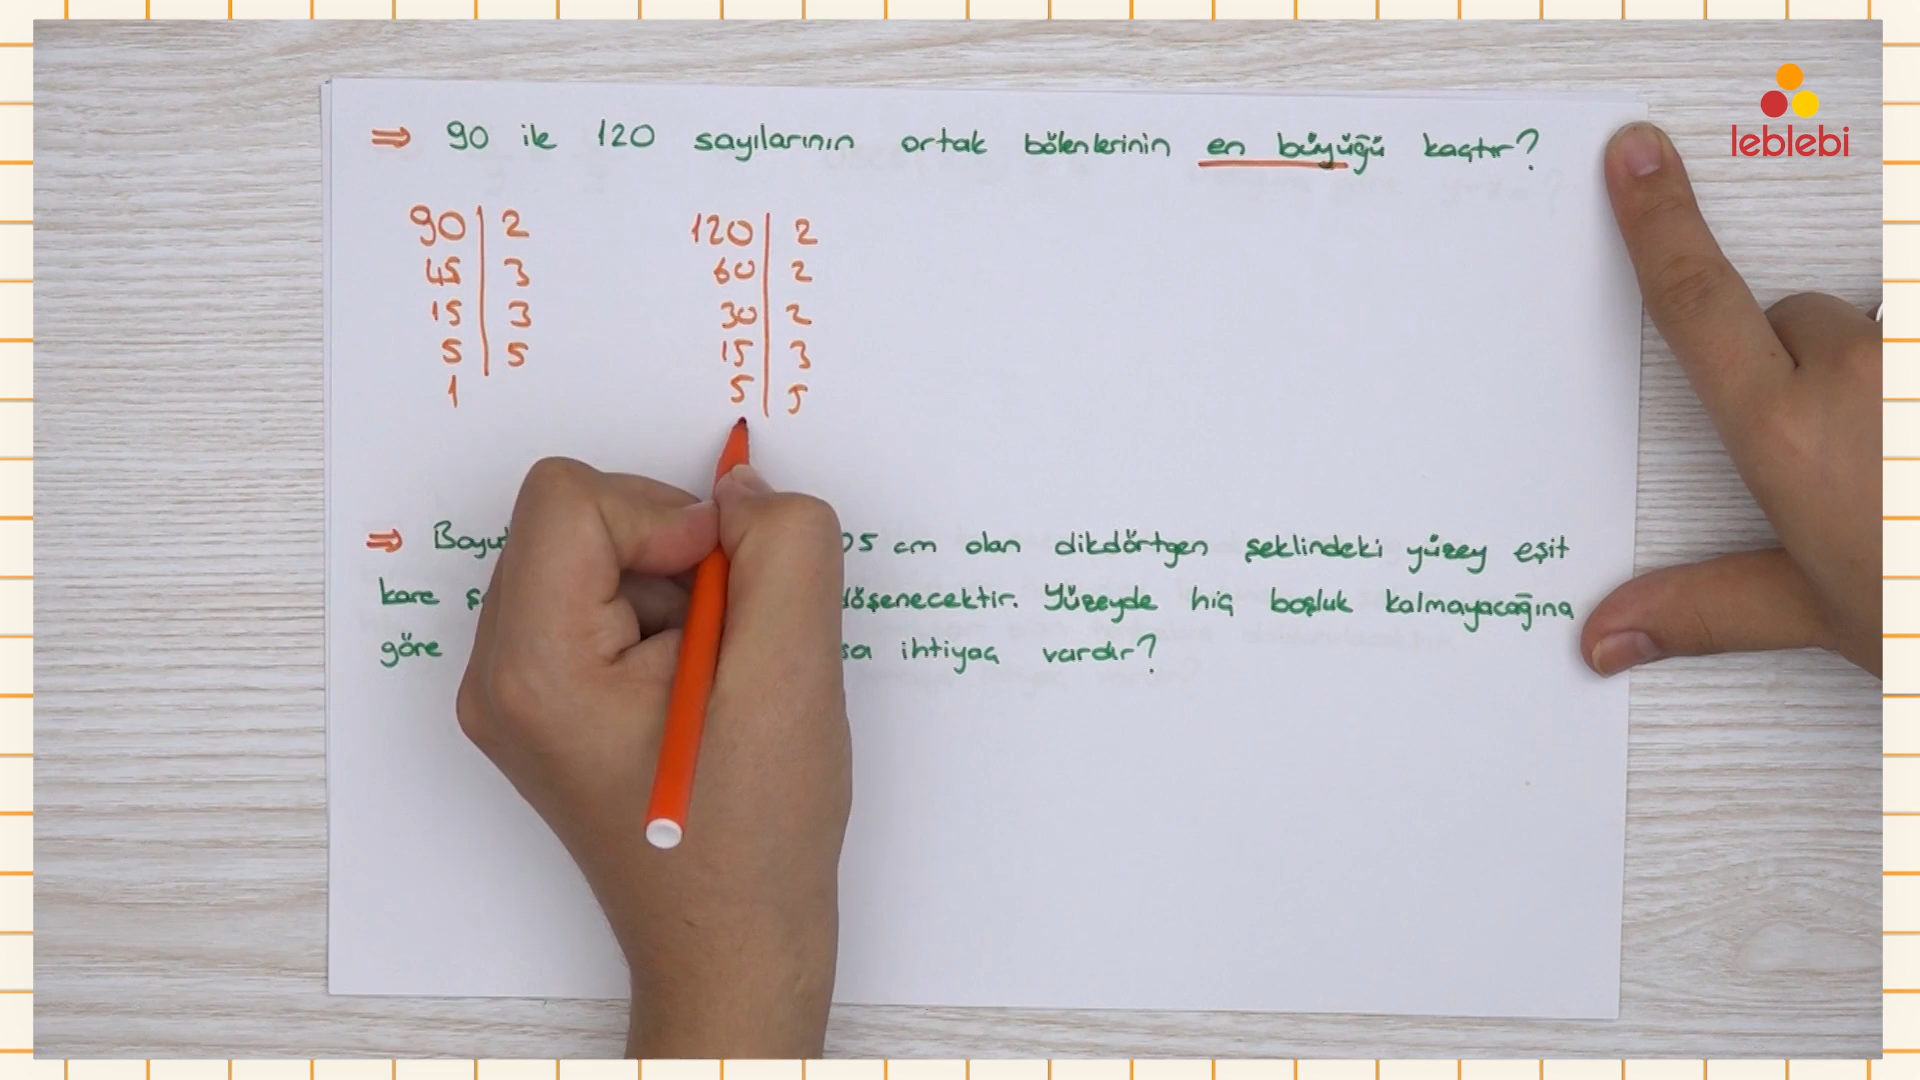 leblebi
⇒ 90 ile 120 sayılarının ortak bölenlerinin en büyüğü kaçtır?
90 | 2
45 | 3
15 | 3
5 | 5
1
120 | 2
60 | 2
30 | 2
15 | 3
5 | 5
⇒ cm olan dikdörtgen şeklindeki yüzey eşit
kare döşenecektir. Yüzeyde hiç boşluk kalmayacağına
göre ihtiyaç vardır?